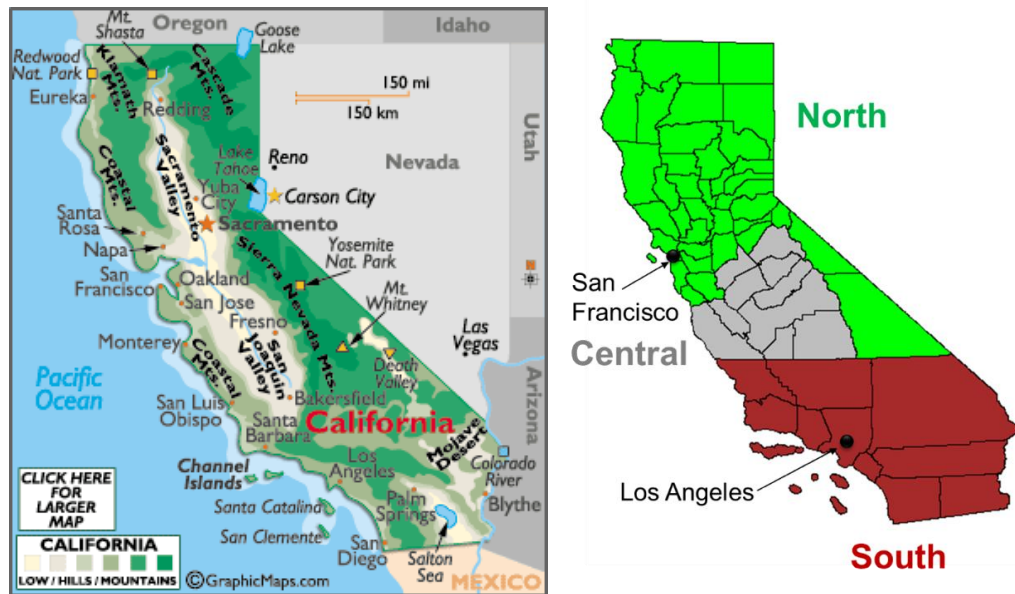 Oregon
Idaho
Mt.
Shasta
Goose
Lake
Redwood
Nat. Park
Klamath
Mts.
Cascade
Mts.
Eureka
Redding
150 mi
150 km
Utah
Nevada
Coastal
Mts.
Sacramento
Valley
Lake
Tahoe
Reno
Yuba
City
Carson City
Sacramento
Santa
Rosa
Napa
Sierra Nevada Mts.
Yosemite
Nat. Park
San
Francisco
Oakland
San Jose
Mt.
Whitney
Fresno
Las
Vegas
Monterey
Coastal
Mts.
San
Joaquin
Valley
Death
Valley
Pacific
Ocean
Arizona
San Luis
Obispo
Bakersfield
California
Santa
Barbara
Mojave
Desert
Los
Angeles
Colorado
River
Channel
Islands
Palm
Springs
Blythe
Santa Catalina
San Clemente
San
Diego
Salton
Sea
MEXICO
CLICK HERE
FOR
LARGER
MAP
CALIFORNIA
LOW / HILLS / MOUNTAINS
©GraphicMaps.com
North
San
Francisco
Central
Los Angeles
South